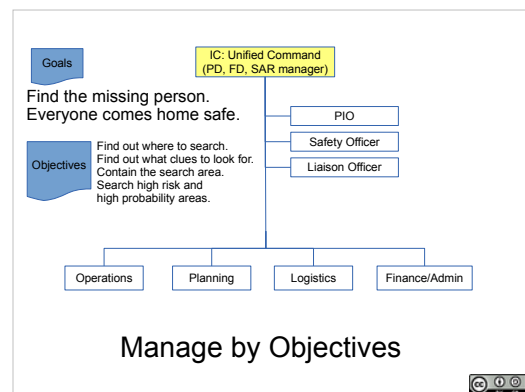 Goals
Find the missing person.
Everyone comes home safe.
Objectives
Find out where to search.
Find out what clues to look for.
Contain the search area.
Search high risk and
high probability areas.
IC: Unified Command
(PD, FD, SAR manager)
PIO
Safety Officer
Liaison Officer
Operations
Planning
Logistics
Finance/Admin
Manage by Objectives